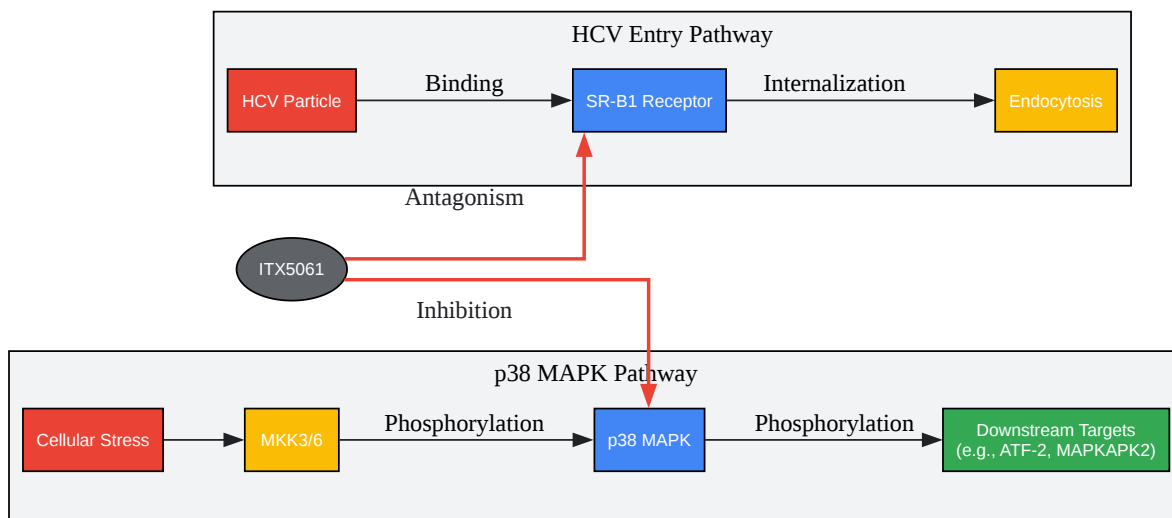 HCV Entry Pathway
HCV Particle
Binding
SR-B1 Receptor
Internalization
Endocytosis
Antagonism
ITX5061
Inhibition
p38 MAPK Pathway
Cellular Stress
MKK3/6
Phosphorylation
p38 MAPK
Phosphorylation
Downstream Targets
(e.g., ATF-2, MAPKAPK2)